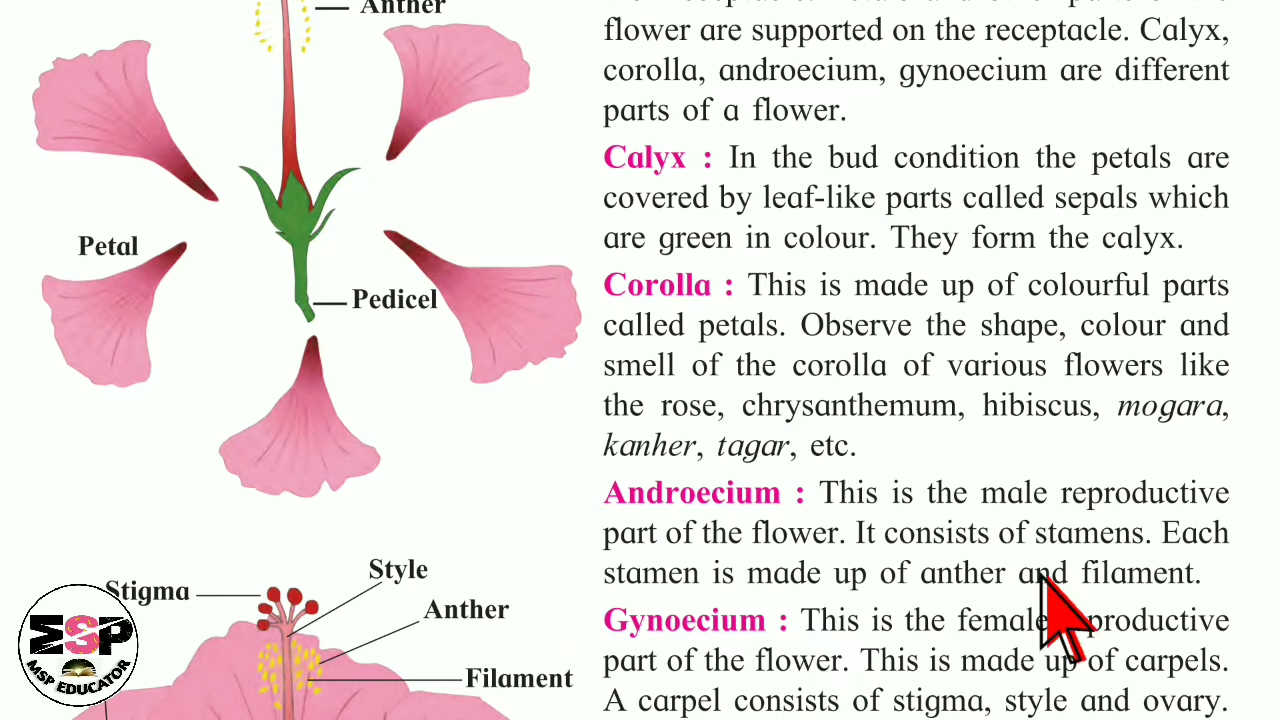 Anther
Petal
Pedicel
Stigma
Style
Anther
Filament
MSP
MSP EDUCATOR
flower are supported on the receptacle. Calyx,
corolla, androecium, gynoecium are different
parts of a flower.
Calyx : In the bud condition the petals are
covered by leaf-like parts called sepals which
are green in colour. They form the calyx.
Corolla : This is made up of colourful parts
called petals. Observe the shape, colour and
smell of the corolla of various flowers like
the rose, chrysanthemum, hibiscus, mogara,
kanher, tagar, etc.
Androecium : This is the male reproductive
part of the flower. It consists of stamens. Each
stamen is made up of anther and filament.
Gynoecium : This is the female reproductive
part of the flower. This is made up of carpels.
A carpel consists of stigma, style and ovary.